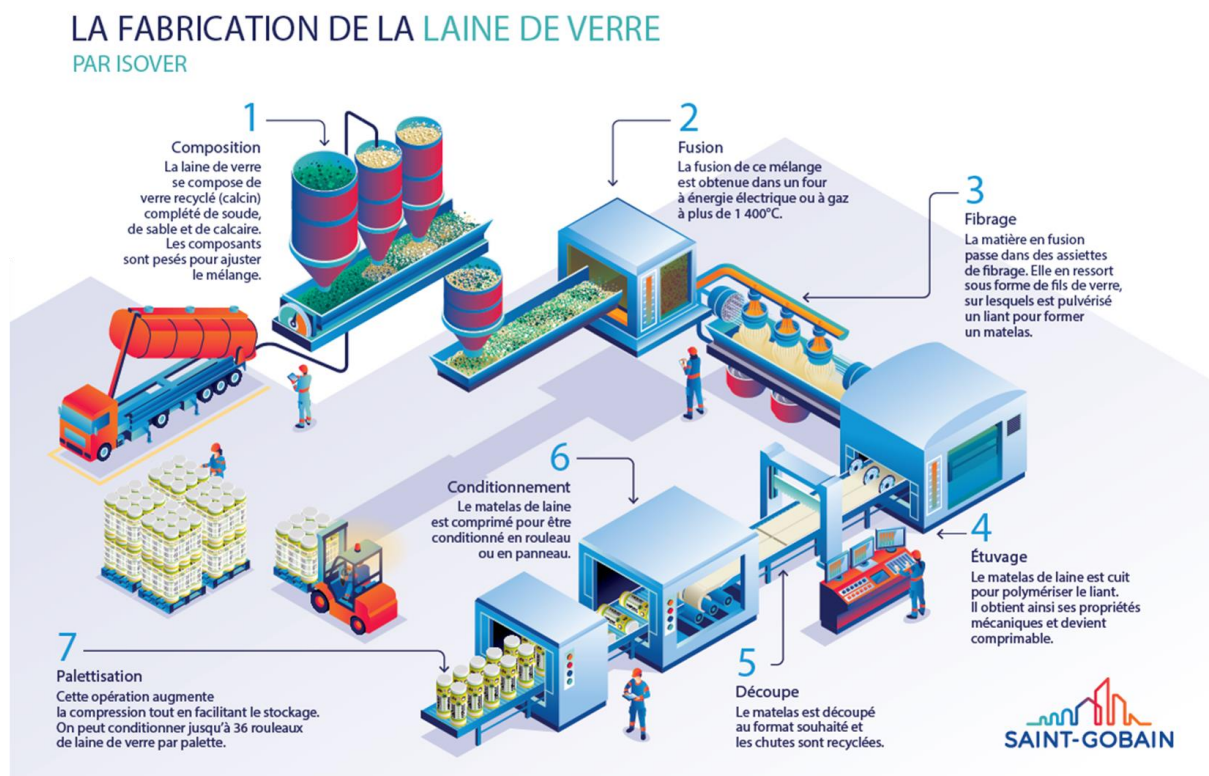 LA FABRICATION DE LA LAINE DE VERRE
PAR ISOVER
1
Composition
La laine de verre
se compose de
verre recyclé (calcin)
complété de soude,
de sable et de calcaire.
Les composants
sont pesés pour ajuster
le mélange.
2
Fusion
La fusion de ce mélange
est obtenue dans un four
à énergie électrique ou à gaz
à plus de 1 400°C.
3
Fibrage
La matière en fusion
passe dans des assiettes
de fibrage. Elle en ressort
sous forme de fils de verre,
sur lesquels est pulvérisé
un liant pour former
un matelas.
4
Étuvage
Le matelas de laine est cuit
pour polymériser le liant.
Il obtient ainsi ses propriétés
mécaniques et devient
comprimable.
5
Découpe
Le matelas est découpé
au format souhaité et
les chutes sont recyclées.
6
Conditionnement
Le matelas de laine
est comprimé pour être
conditionné en rouleau
ou en panneau.
7
Palettisation
Cette opération augmente
la compression tout en facilitant le stockage.
On peut conditionner jusqu'à 36 rouleaux
de laine de verre par palette.
SAINT-GOBAIN